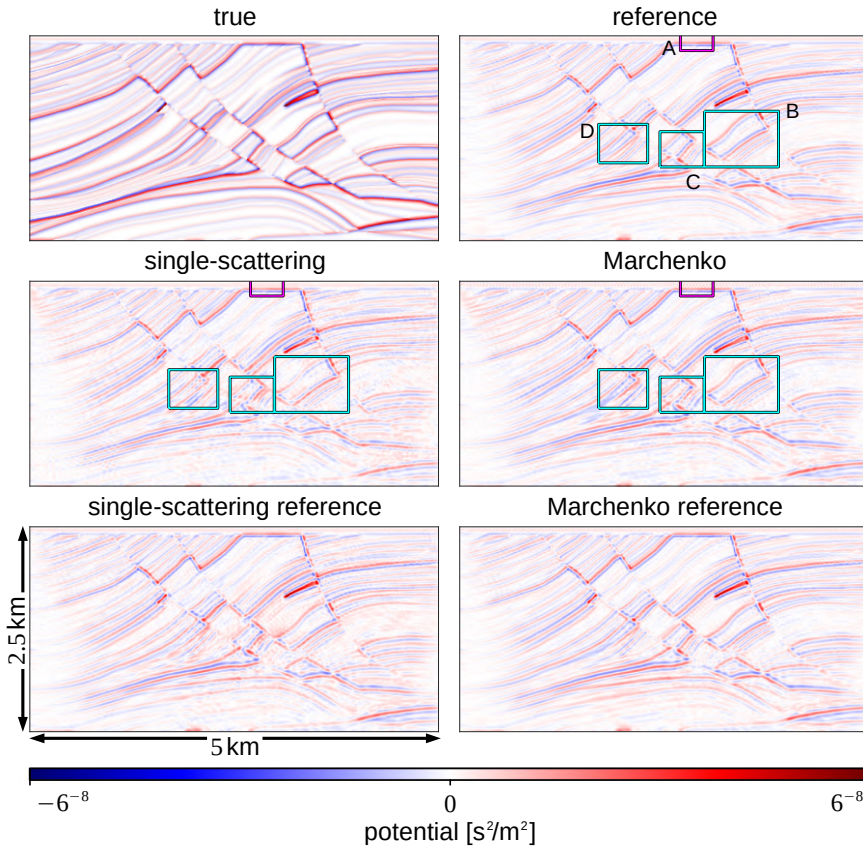 true
reference
A
B
D
C
single-scattering
Marchenko
single-scattering reference
Marchenko reference
2.5 km
5 km
−6⁻⁸
0
6⁻⁸
potential [s²/m²]